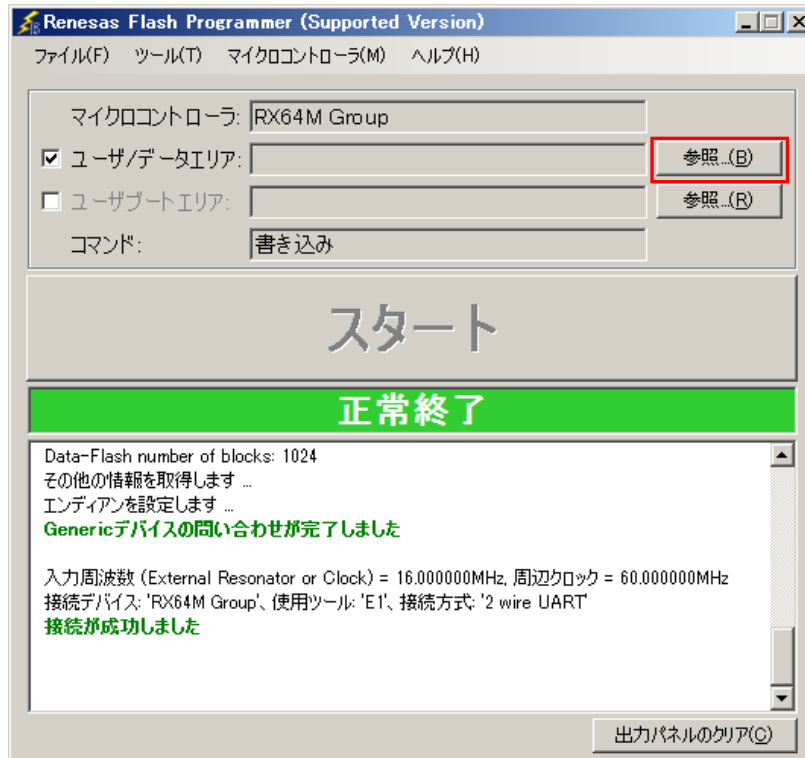 Renesas Flash Programmer (Supported Version)
ファイル(F) ツール(T) マイクロコントローラ(M) ヘルプ(H)
マイクロコントローラ: RX64M Group
ユーザ/データエリア: 参照...(B)
ユーザブートエリア: 参照...(R)
コマンド: 書き込み
スタート
正常終了
Data-Flash number of blocks: 1024
その他の情報を取得します ...
エンディアンを設定します ...
Genericデバイスの問い合わせが完了しました
入力周波数 (External Resonator or Clock) = 16.000000MHz, 周辺クロック = 60.000000MHz
接続デバイス: 'RX64M Group'、使用ツール: 'E1'、接続方式: '2 wire UART'
接続が成功しました
出力パネルのクリア(C)